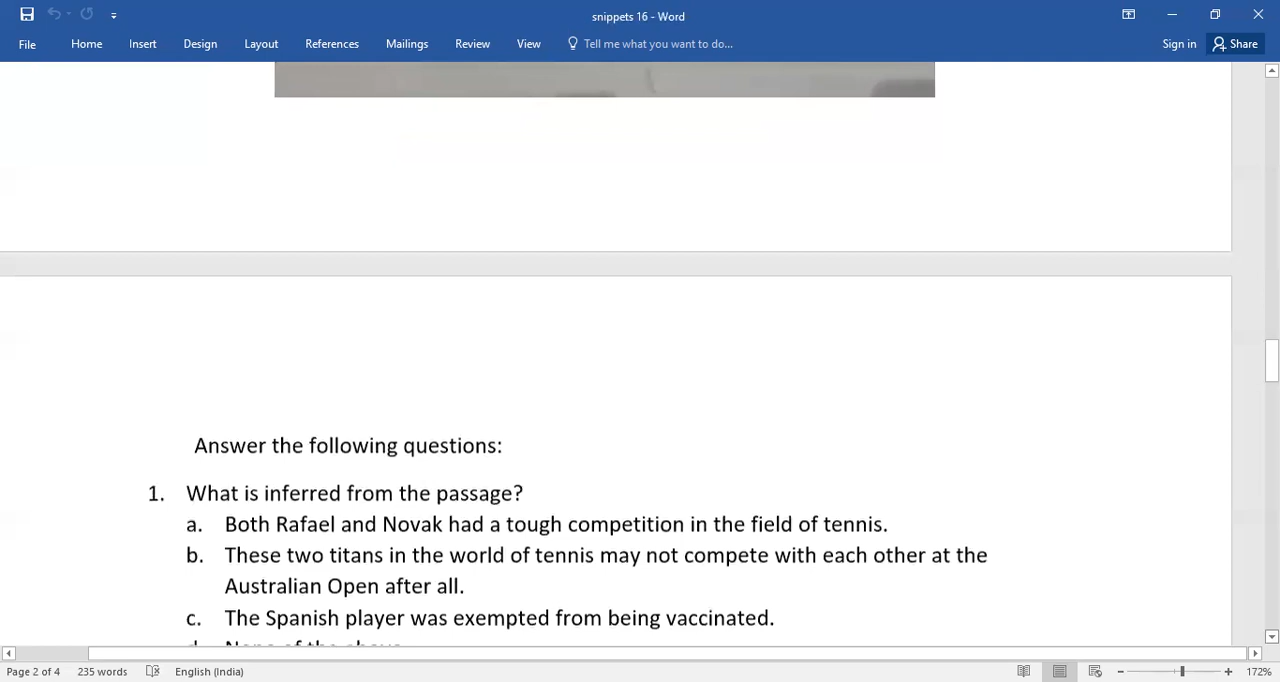 snippets 16 - Word
File Home Insert Design Layout References Mailings Review View Tell me what you want to do... Sign in Share
Answer the following questions:
1. What is inferred from the passage?
a. Both Rafael and Novak had a tough competition in the field of tennis.
b. These two titans in the world of tennis may not compete with each other at the
Australian Open after all.
c. The Spanish player was exempted from being vaccinated.
Page 2 of 4 235 words English (India) 172%